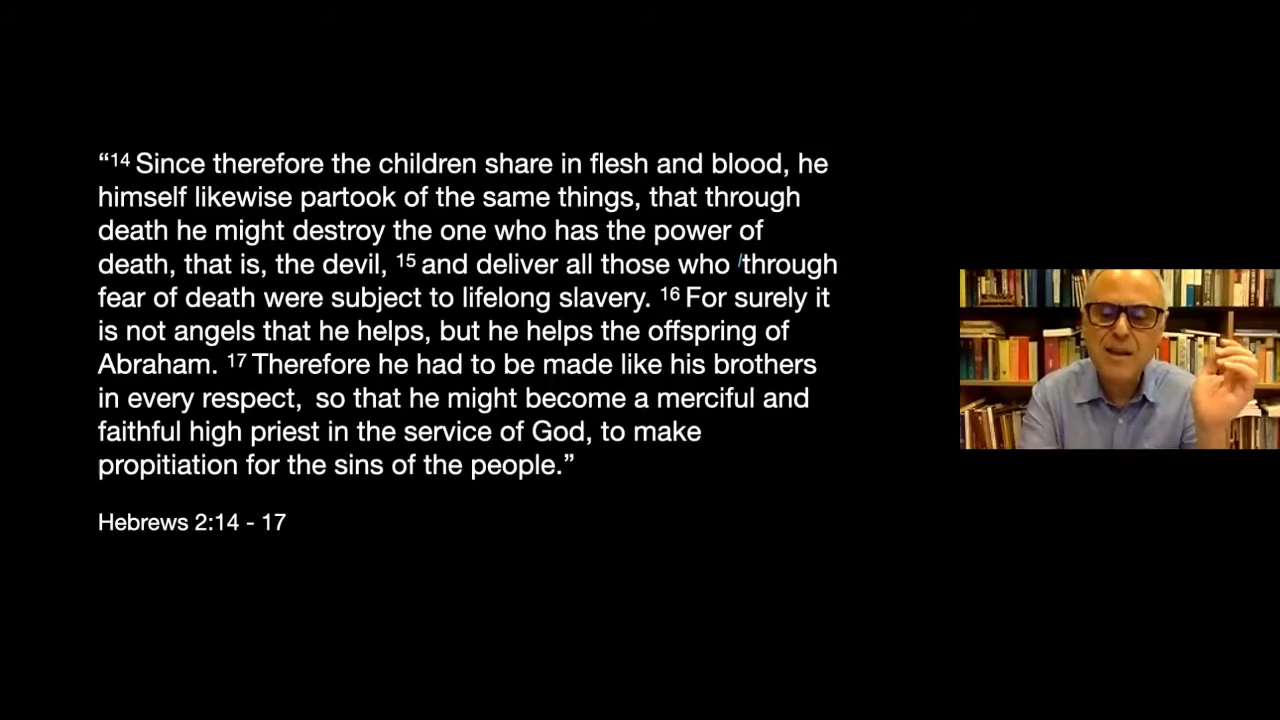 “14 Since therefore the children share in flesh and blood, he
himself likewise partook of the same things, that through
death he might destroy the one who has the power of
death, that is, the devil, 15 and deliver all those who /through
fear of death were subject to lifelong slavery. 16 For surely it
is not angels that he helps, but he helps the offspring of
Abraham. 17 Therefore he had to be made like his brothers
in every respect, so that he might become a merciful and
faithful high priest in the service of God, to make
propitiation for the sins of the people.”
Hebrews 2:14 - 17